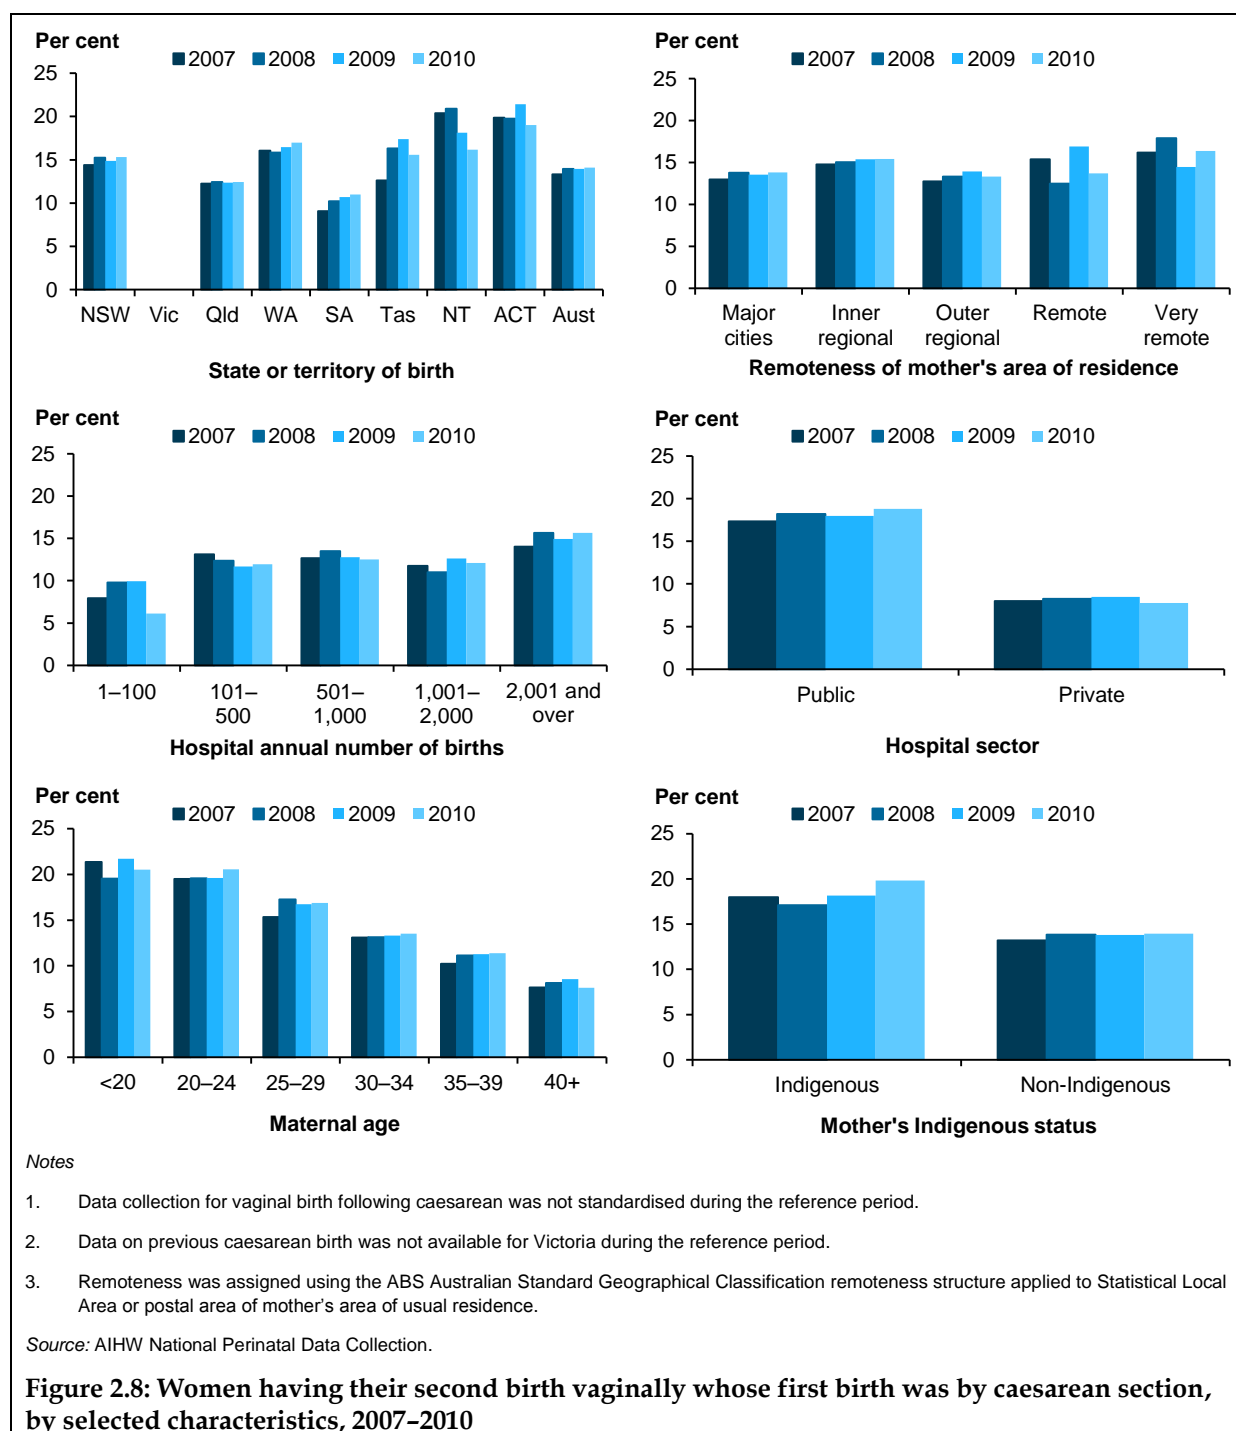 Per cent
2007 2008 2009 2010
25
20
15
10
5
0
NSW Vic Qld WA SA Tas NT ACT Aust
State or territory of birth
Per cent
2007 2008 2009 2010
25
20
15
10
5
0
Major cities
Inner regional
Outer regional
Remote
Very remote
Remoteness of mother's area of residence
Per cent
2007 2008 2009 2010
25
20
15
10
5
0
1–100
101–500
501–1,000
1,001–2,000
2,001 and over
Hospital annual number of births
Per cent
2007 2008 2009 2010
25
20
15
10
5
0
Public Private
Hospital sector
Per cent
2007 2008 2009 2010
25
20
15
10
5
0
<20 20–24 25–29 30–34 35–39 40+
Maternal age
Per cent
2007 2008 2009 2010
25
20
15
10
5
0
Indigenous Non-Indigenous
Mother's Indigenous status
Notes
1. Data collection for vaginal birth following caesarean was not standardised during the reference period.
2. Data on previous caesarean birth was not available for Victoria during the reference period.
3. Remoteness was assigned using the ABS Australian Standard Geographical Classification remoteness structure applied to Statistical Local
Area or postal area of mother's area of usual residence.
Source: AIHW National Perinatal Data Collection.
Figure 2.8: Women having their second birth vaginally whose first birth was by caesarean section,
by selected characteristics, 2007–2010